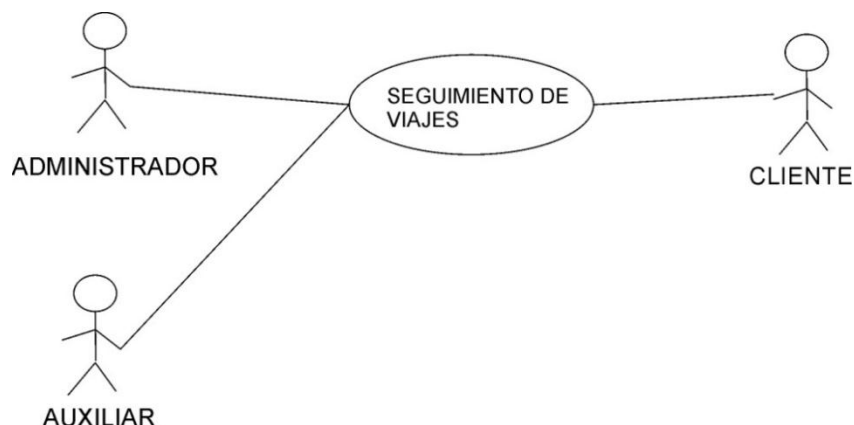 SEGUIMIENTO DE
VIAJES
ADMINISTRADOR
CLIENTE
AUXILIAR